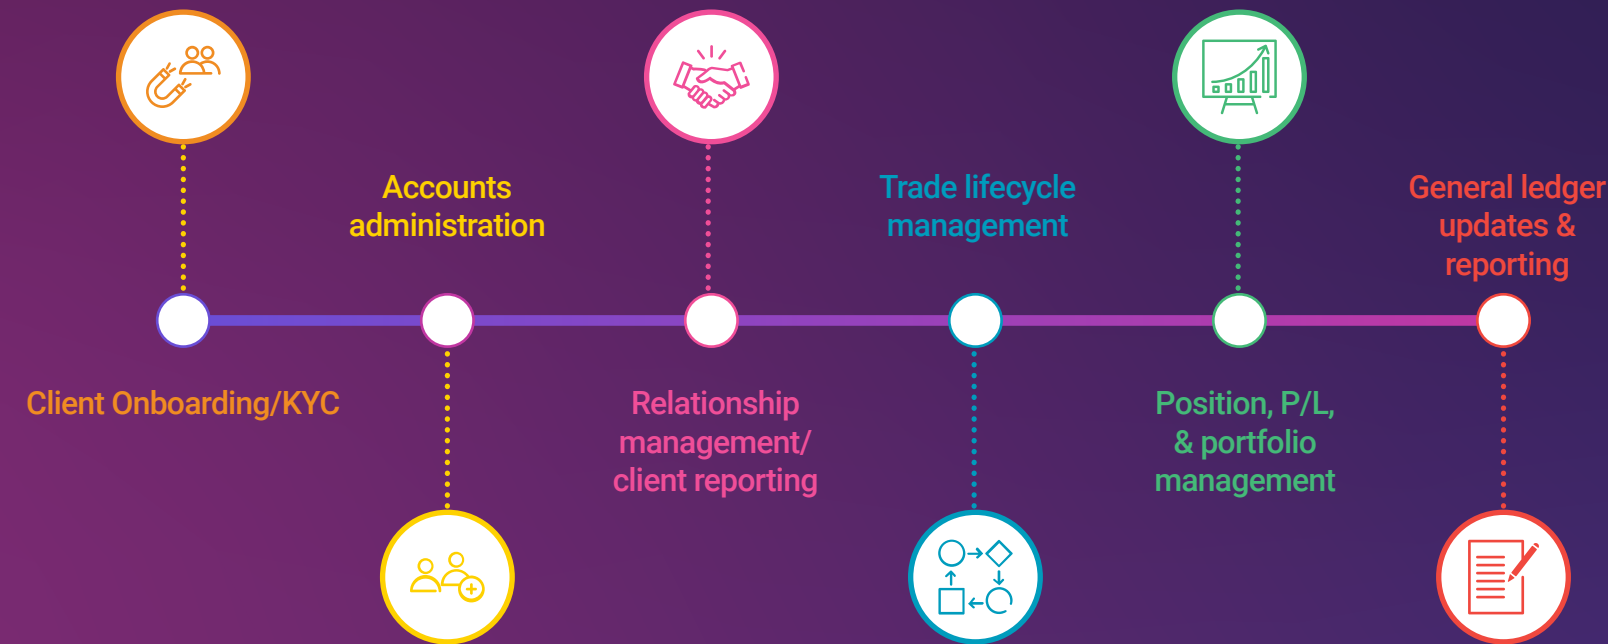 Client Onboarding/KYC
Accounts
administration
Relationship
management/
client reporting
Trade lifecycle
management
Position, P/L,
& portfolio
management
General ledger
updates &
reporting